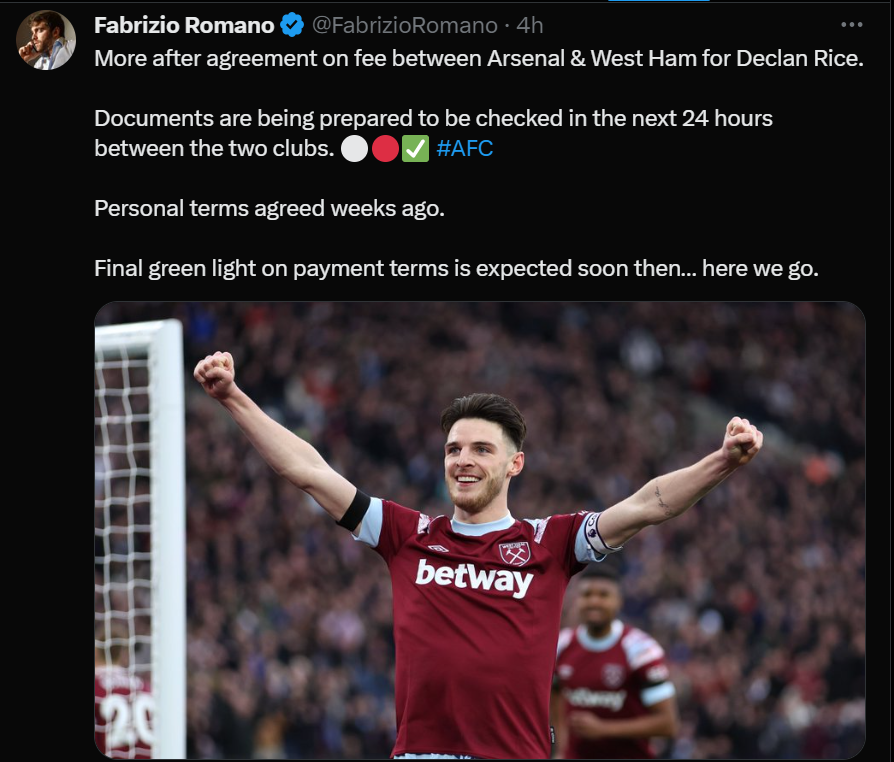 Fabrizio Romano @FabrizioRomano · 4h
More after agreement on fee between Arsenal & West Ham for Declan Rice.
Documents are being prepared to be checked in the next 24 hours
between the two clubs. ⚪🔴✅ #AFC
Personal terms agreed weeks ago.
Final green light on payment terms is expected soon then... here we go.
betway
betway
20